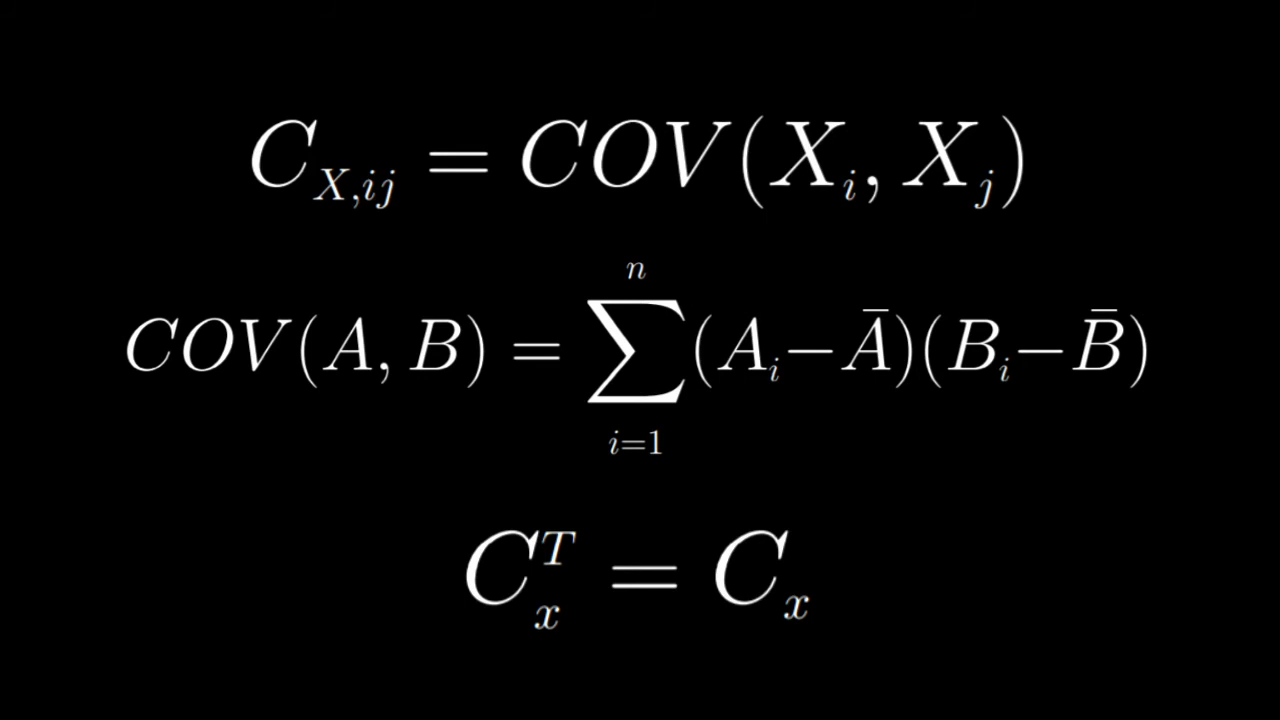 C_{X,ij} = COV(X_i, X_j)
COV(A, B) = \sum_{i=1}^{n} (A_i - \bar{A})(B_i - \bar{B})
C_x^T = C_x